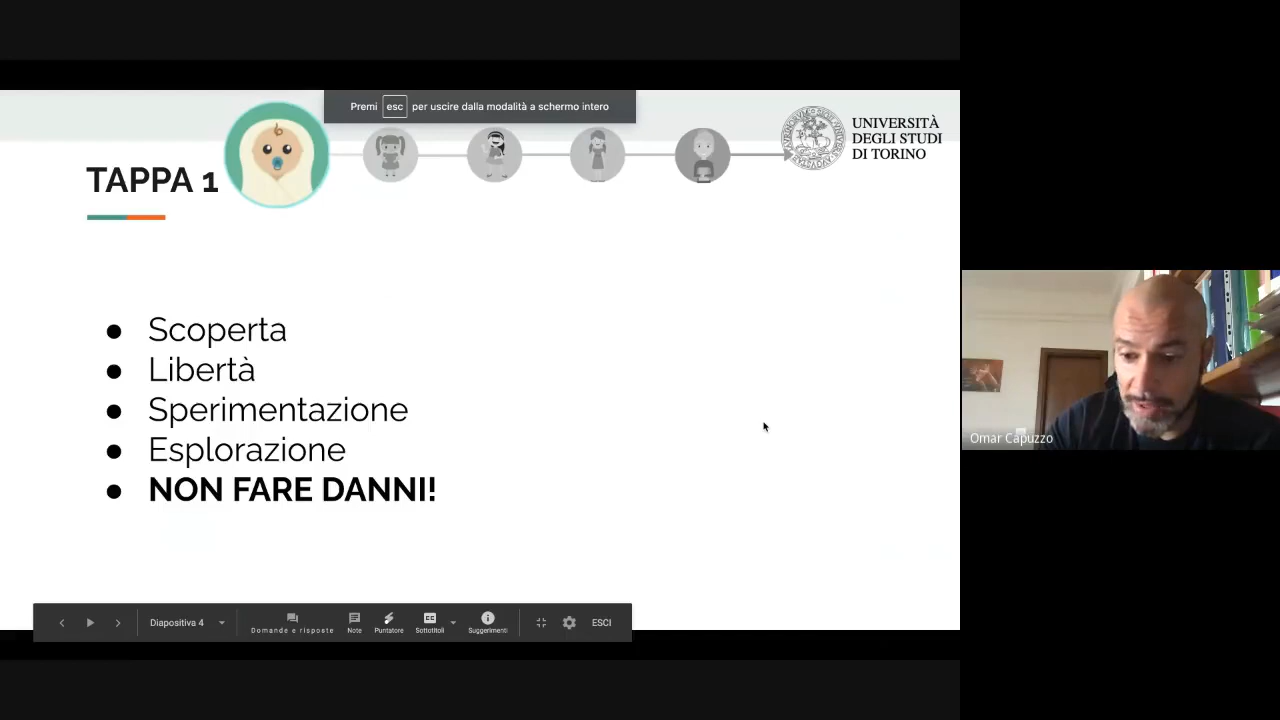 Premi esc per uscire dalla modalità a schermo intero
UNIVERSITÀ
DEGLI STUDI
DI TORINO
TAPPA 1
● Scoperta
● Libertà
● Sperimentazione
● Esplorazione
● NON FARE DANNI!
Omar Capuzzo
Diapositiva 4
Domande e risposte
Note
Puntatore
Sottotitoli
Suggerimenti
ESCI